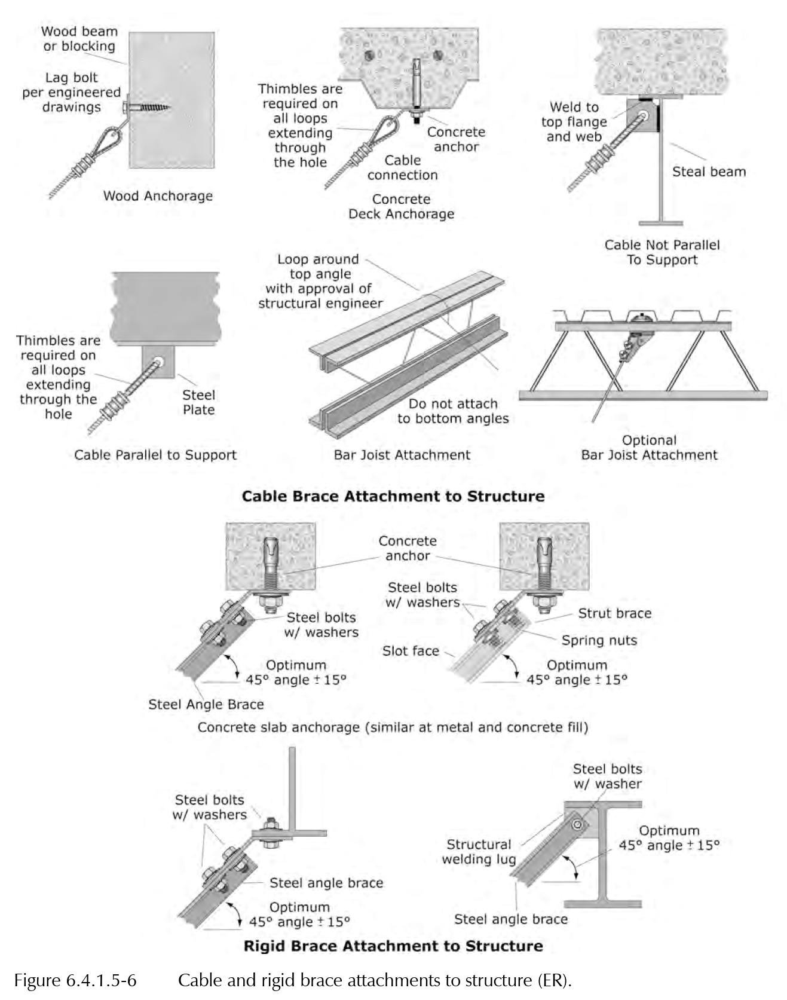 Wood beam
or blocking
Lag bolt
per engineered
drawings
Wood Anchorage
Thimbles are
required on
all loops
extending
through
the hole
Concrete
anchor
Cable
connection
Concrete
Deck Anchorage
Weld to
top flange
and web
Steal beam
Cable Not Parallel
To Support
Thimbles are
required on
all loops
extending
through the
hole
Steel
Plate
Cable Parallel to Support
Loop around
top angle
with approval of
structural engineer
Do not attach
to bottom angles
Bar Joist Attachment
Optional
Bar Joist Attachment
Cable Brace Attachment to Structure
Concrete
anchor
Steel bolts
w/ washers
Optimum
45° angle ± 15°
Steel Angle Brace
Steel bolts
w/ washers
Strut brace
Spring nuts
Slot face
Optimum
45° angle ± 15°
Concrete slab anchorage (similar at metal and concrete fill)
Steel bolts
w/ washers
Steel angle brace
Optimum
45° angle ± 15°
Steel bolts
w/ washer
Optimum
45° angle ± 15°
Structural
welding lug
Steel angle brace
Rigid Brace Attachment to Structure
Figure 6.4.1.5-6 Cable and rigid brace attachments to structure (ER).